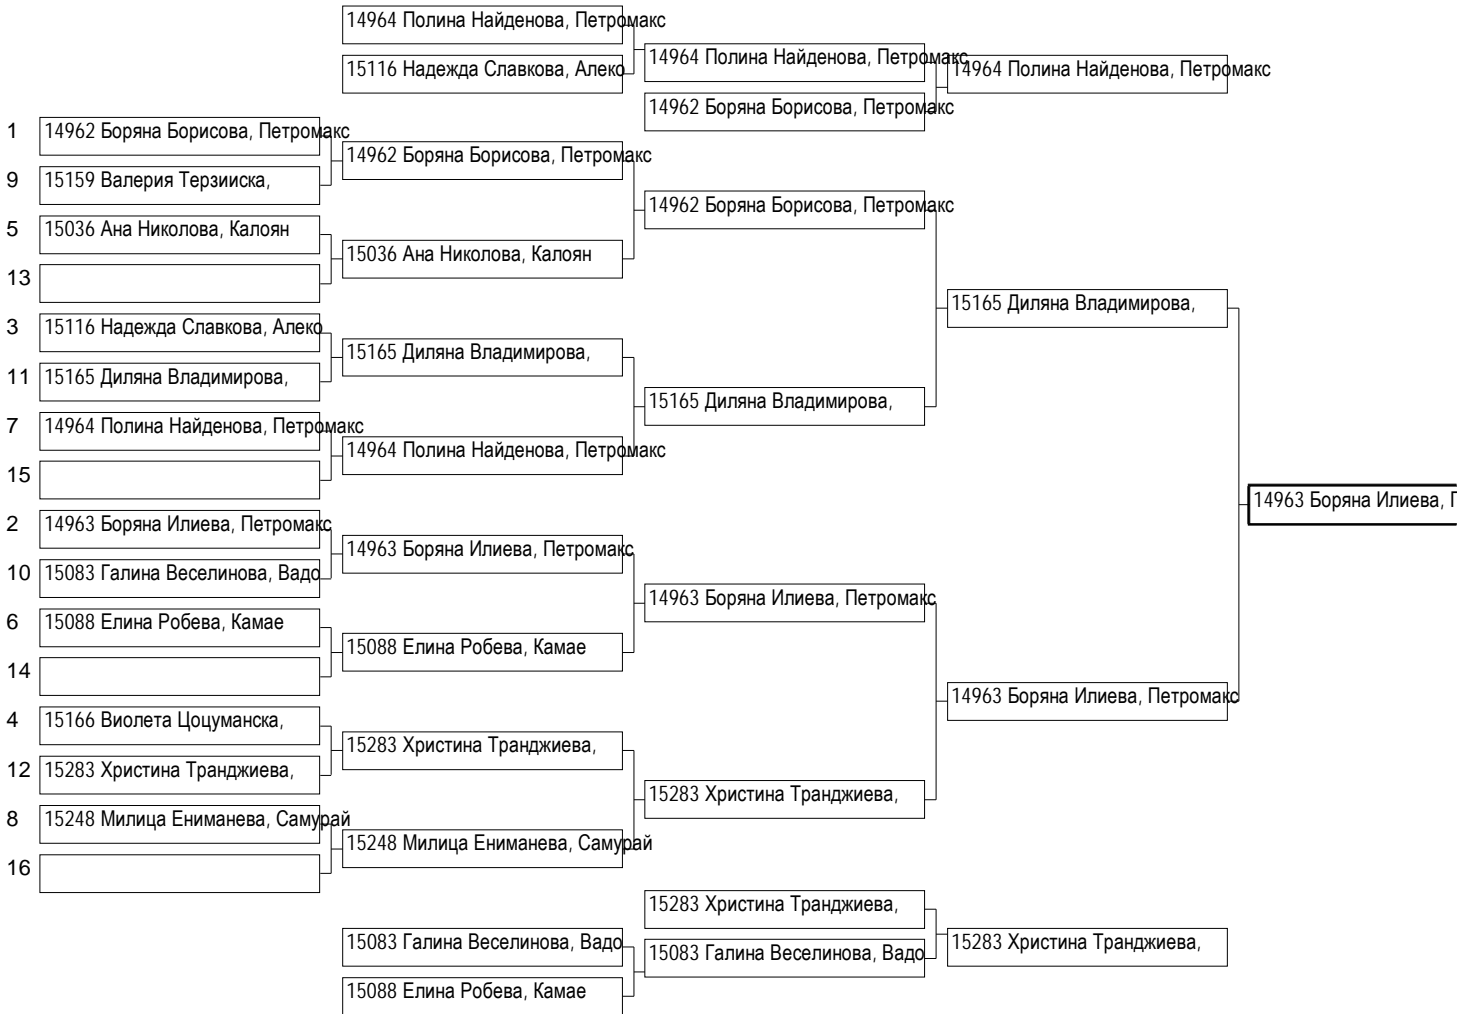 14964 Полина Найденова, Петромакс
15116 Надежда Славкова, Алеко
14964 Полина Найденова, Петромакс
14962 Боряна Борисова, Петромакс
14964 Полина Найденова, Петромакс
1 14962 Боряна Борисова, Петромакс
9 15159 Валерия Терзииска,
5 15036 Ана Николова, Калоян
13
3 15116 Надежда Славкова, Алеко
11 15165 Диляна Владимирова,
7 14964 Полина Найденова, Петромакс
15
2 14963 Боряна Илиева, Петромакс
10 15083 Галина Веселинова, Вадо
6 15088 Елина Робева, Камае
14
4 15166 Виолета Цоцуманска,
12 15283 Христина Транджиева,
8 15248 Милица Ениманева, Самурай
16
14962 Боряна Борисова, Петромакс
15036 Ана Николова, Калоян
15165 Диляна Владимирова,
14964 Полина Найденова, Петромакс
14963 Боряна Илиева, Петромакс
15088 Елина Робева, Камае
15283 Христина Транджиева,
15248 Милица Ениманева, Самурай
14962 Боряна Борисова, Петромакс
15165 Диляна Владимирова,
14963 Боряна Илиева, Петромакс
15283 Христина Транджиева,
15165 Диляна Владимирова,
14963 Боряна Илиева, Петромакс
14963 Боряна Илиева,
15083 Галина Веселинова, Вадо
15088 Елина Робева, Камае
15283 Христина Транджиева,
15083 Галина Веселинова, Вадо
15283 Христина Транджиева,